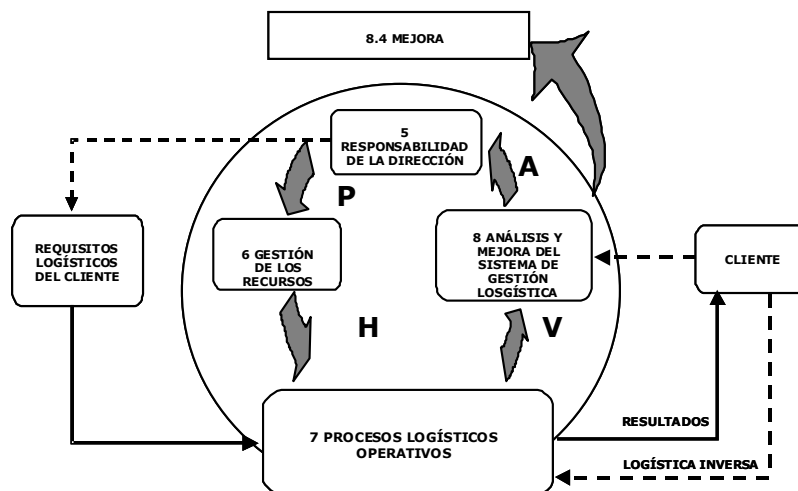 8.4 MEJORA
5
RESPONSABILIDAD
DE LA DIRECCIÓN
A
P
REQUISITOS
LOGÍSTICOS
DEL CLIENTE
6 GESTIÓN
DE LOS
RECURSOS
8 ANÁLISIS Y
MEJORA DEL
SISTEMA DE
GESTIÓN
LOSGÍSTICA
CLIENTE
H
V
7 PROCESOS LOGÍSTICOS
OPERATIVOS
RESULTADOS
LOGÍSTICA INVERSA